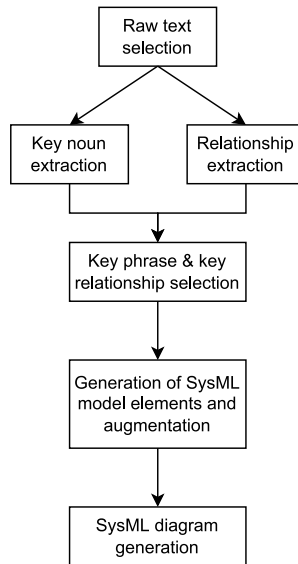 Raw text
selection
Key noun
extraction
Relationship
extraction
Key phrase & key
relationship selection
Generation of SysML
model elements and
augmentation
SysML diagram
generation